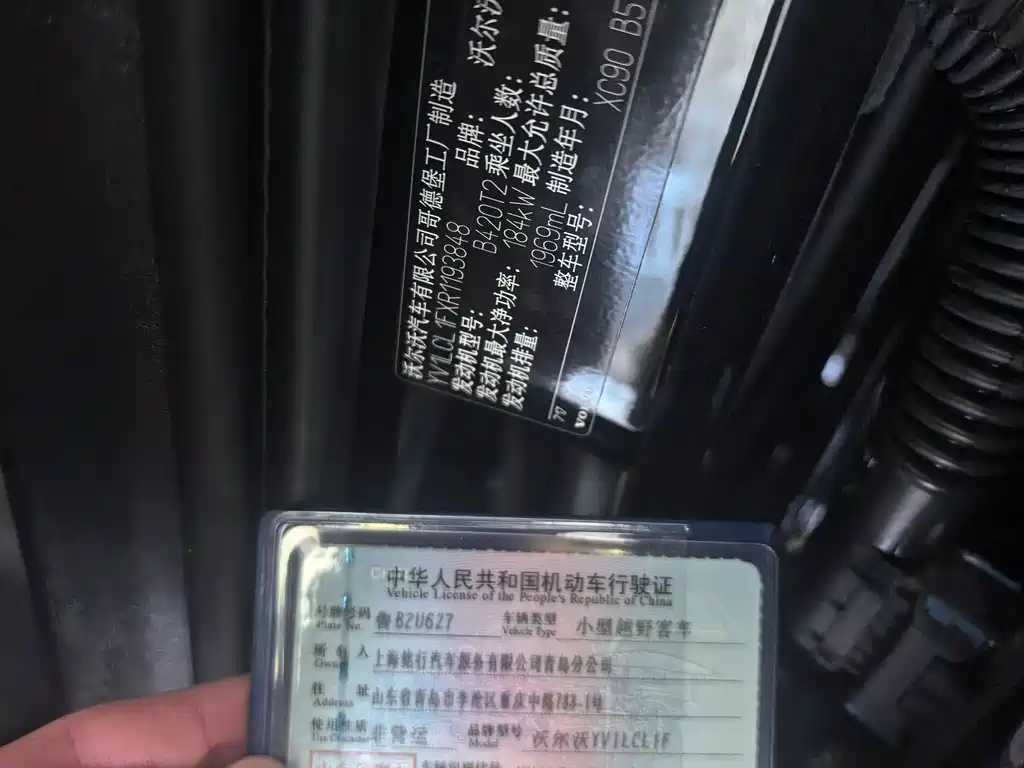 沃尔沃汽车有限公司哥德堡工厂制造
YV1LCL1FXR1193848 品牌: 沃尔沃
发动机型号: B420T2 乘坐人数:
发动机最大净功率: 184kW 最大允许总质量:
发动机排量: 1969mL 制造年月:
整车型号: XC90 B5
中华人民共和国机动车行驶证
Vehicle License of the People's Republic of China
号牌号码 鲁B2U627 车辆类型 小型越野客车
Plate No. Vehicle Type
所有人 上海铭行汽车服务有限公司青岛分公司
Owner
住址 山东省青岛市李沧区重庆中路783-1号
Address
使用性质 非营运 品牌型号 沃尔沃YV1LCL1F
Use Character Model